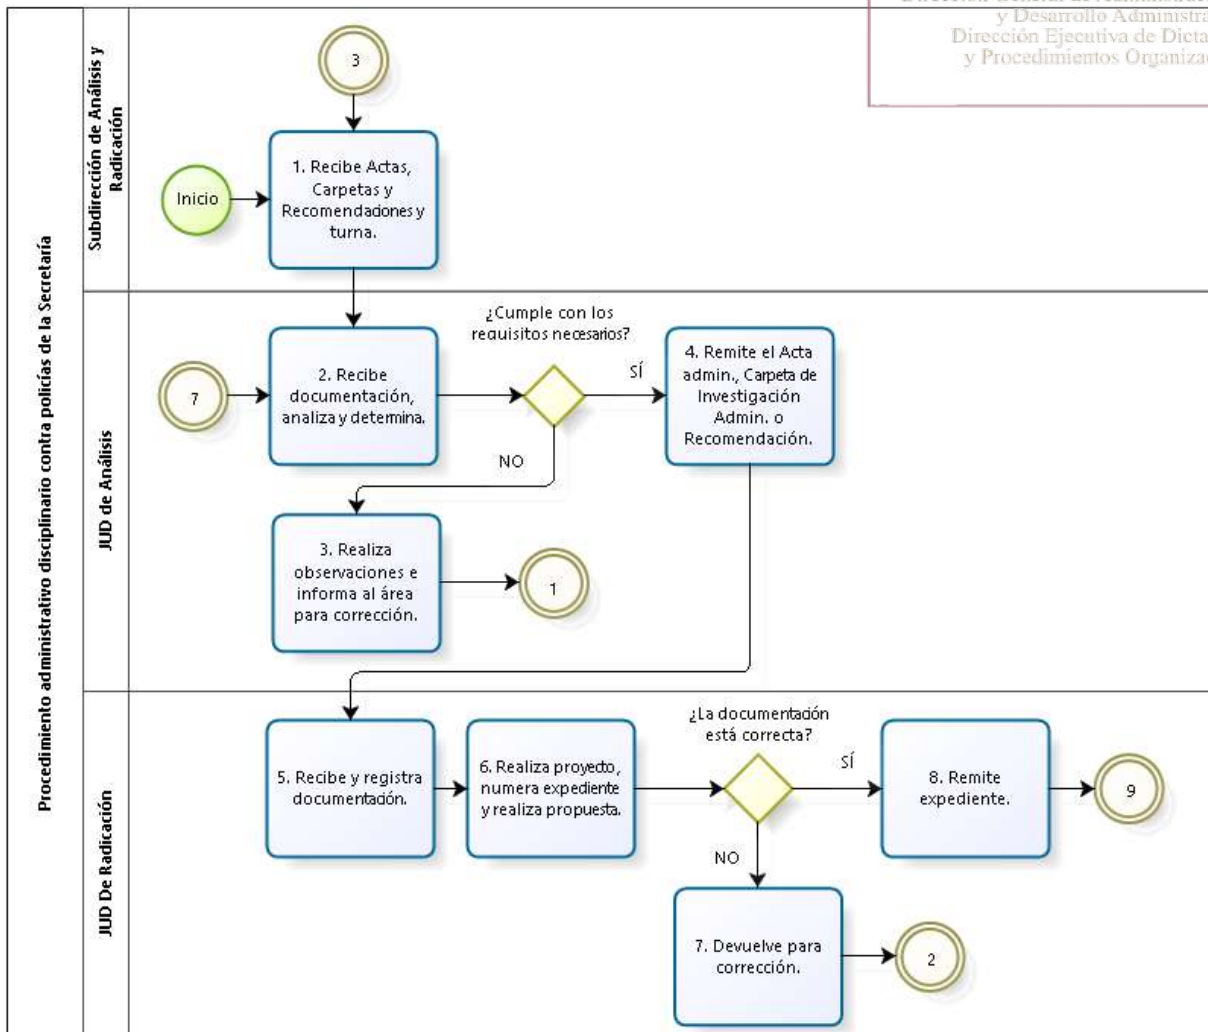 y Desarrollo
Dirección Ejecutiva de
y Procedimientos
Procedimiento administrativo disciplinario contra policías de la Secretaría
Subdirección de Análisis y
Radicación
3
Inicio
1. Recibe Actas,
Carpetas y
Recomendaciones y
turna.
JUD de Análisis
7
2. Recibe
documentación,
analiza y determina.
¿Cumple con los
requisitos necesarios?
SÍ
NO
4. Remite el Acta
admin., Carpeta de
Investigación
Admin. o
Recomendación.
3. Realiza
observaciones e
informa al área
para corrección.
1
JUD De Radicación
5. Recibe y registra
documentación.
6. Realiza proyecto,
numera expediente
y realiza propuesta.
¿La documentación
está correcta?
SÍ
NO
8. Remite
expediente.
9
7. Devuelve para
corrección.
2